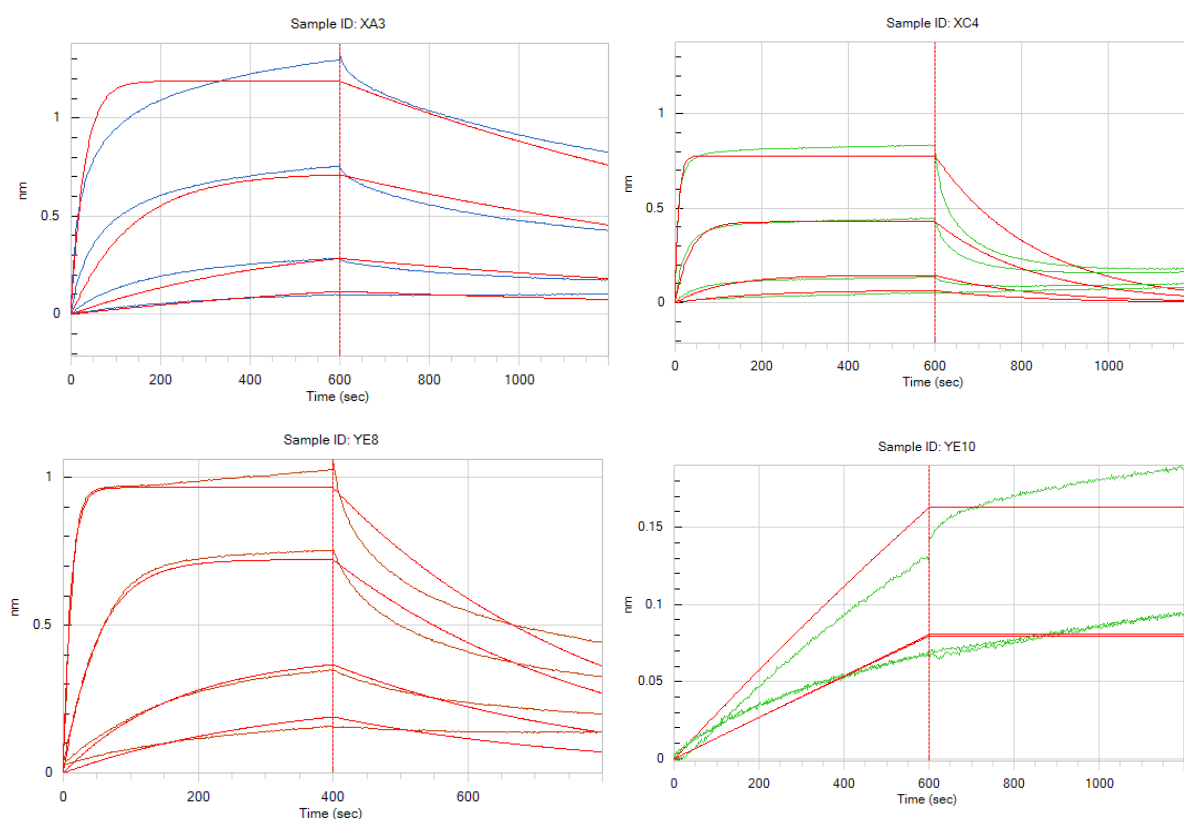 Sample ID: XA3
1
0.5
0
nm
0 200 400 600 800 1000
Time (sec)
Sample ID: XC4
1
0.5
0
nm
0 200 400 600 800 1000
Time (sec)
Sample ID: YE8
1
0.5
0
nm
0 200 400 600
Time (sec)
Sample ID: YE10
0.15
0.1
0.05
0
nm
0 200 400 600 800 1000
Time (sec)